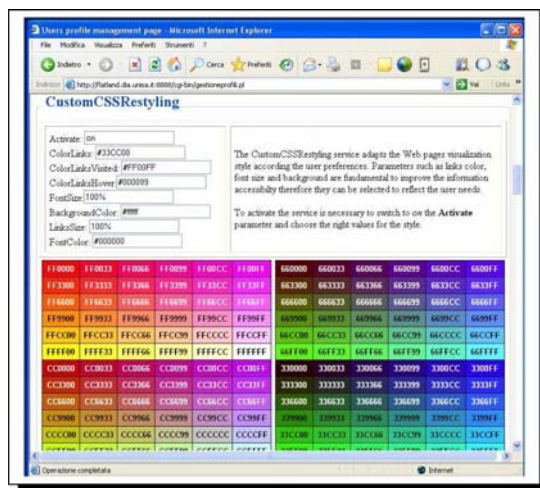 Users profile management page - Microsoft Internet Explorer
File Modifica Visualizza Preferiti Strumenti ?
Indietro Cerca Preferiti
Indirizzo http://flatland.dia.unisa.it:8888/cgi-bin/gestioneprofili.pl Vai Links
CustomCSSRestyling
Activate: on
ColorLinks: #33CC00
ColorLinksVisited: #FF00FF
ColorLinksHover: #000099
FontSize: 100%
BackgroundColor: #ffffff
LinksSize: 100%
FontColor: #000000
The CustomCSSRestyling service adapts the Web pages visualization
style according the user preferences. Parameters such as links color,
font size and background are fundamental to improve the information
accessibilty therefore they can be selected to reflect the user needs.
To activate the service is necessary to switch to on the Activate
parameter and choose the right values for the style.
FF0000 FF0033 FF0066 FF0099 FF00CC FF00FF 660000 660033 660066 660099 6600CC 6600FF
FF3300 FF3333 FF3366 FF3399 FF33CC FF33FF 663300 663333 663366 663399 6633CC 6633FF
FF6600 FF6633 FF6666 FF6699 FF66CC FF66FF 666600 666633 666666 666699 6666CC 6666FF
FF9900 FF9933 FF9966 FF9999 FF99CC FF99FF 669900 669933 669966 669999 6699CC 6699FF
FFCC00 FFCC33 FFCC66 FFCC99 FFCCCC FFCCFF 66CC00 66CC33 66CC66 66CC99 66CCCC 66CCFF
FFFF00 FFFF33 FFFF66 FFFF99 FFFFCC FFFFFF 66FF00 66FF33 66FF66 66FF99 66FFCC 66FFFF
CC0000 CC0033 CC0066 CC0099 CC00CC CC00FF 330000 330033 330066 330099 3300CC 3300FF
CC3300 CC3333 CC3366 CC3399 CC33CC CC33FF 333300 333333 333366 333399 3333CC 3333FF
CC6600 CC6633 CC6666 CC6699 CC66CC CC66FF 336600 336633 336666 336699 3366CC 3366FF
CC9900 CC9933 CC9966 CC9999 CC99CC CC99FF 339900 339933 339966 339999 3399CC 3399FF
CCCC00 CCCC33 CCCC66 CCCC99 CCCCCC CCCCFF 33CC00 33CC33 33CC66 33CC99 33CCCC 33CCFF
Operazione completata Internet